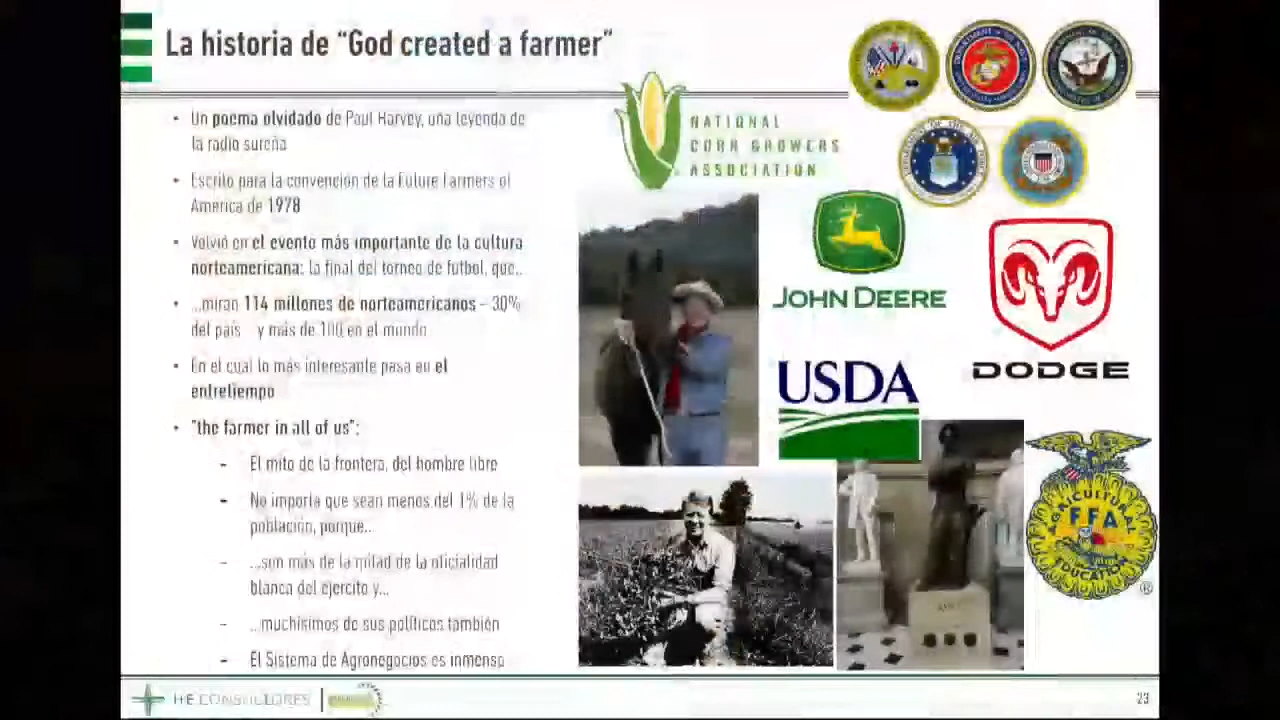 La historia de “God created a farmer”
• Un poema olvidado de Paul Harvey, una leyenda de
la radio sureña
• Escrito para la convención de la Future Farmers of
America de 1978
• Volvió en el evento más importante de la cultura
norteamericana: la final del torneo de futbol, que..
• ...miran 114 millones de norteamericanos – 30%
del país y más de 100 en el mundo
• En el cual lo más interesante pasa en el
entretiempo
• "the farmer in all of us":
- El mito de la frontera, del hombre libre
- No importa que sean menos del 1% de la
población, porque...
- ...son más de la mitad de la oficialidad
blanca del ejercito y...
- ...muchísimos de sus políticos también
- El Sistema de Agronegocios es inmenso
NATIONAL
CORN GROWERS
ASSOCIATION
JOHN DEERE
DODGE
USDA
AGRICULTURAL
FFA
EDUCATION
®
HE CONSULTORES
23